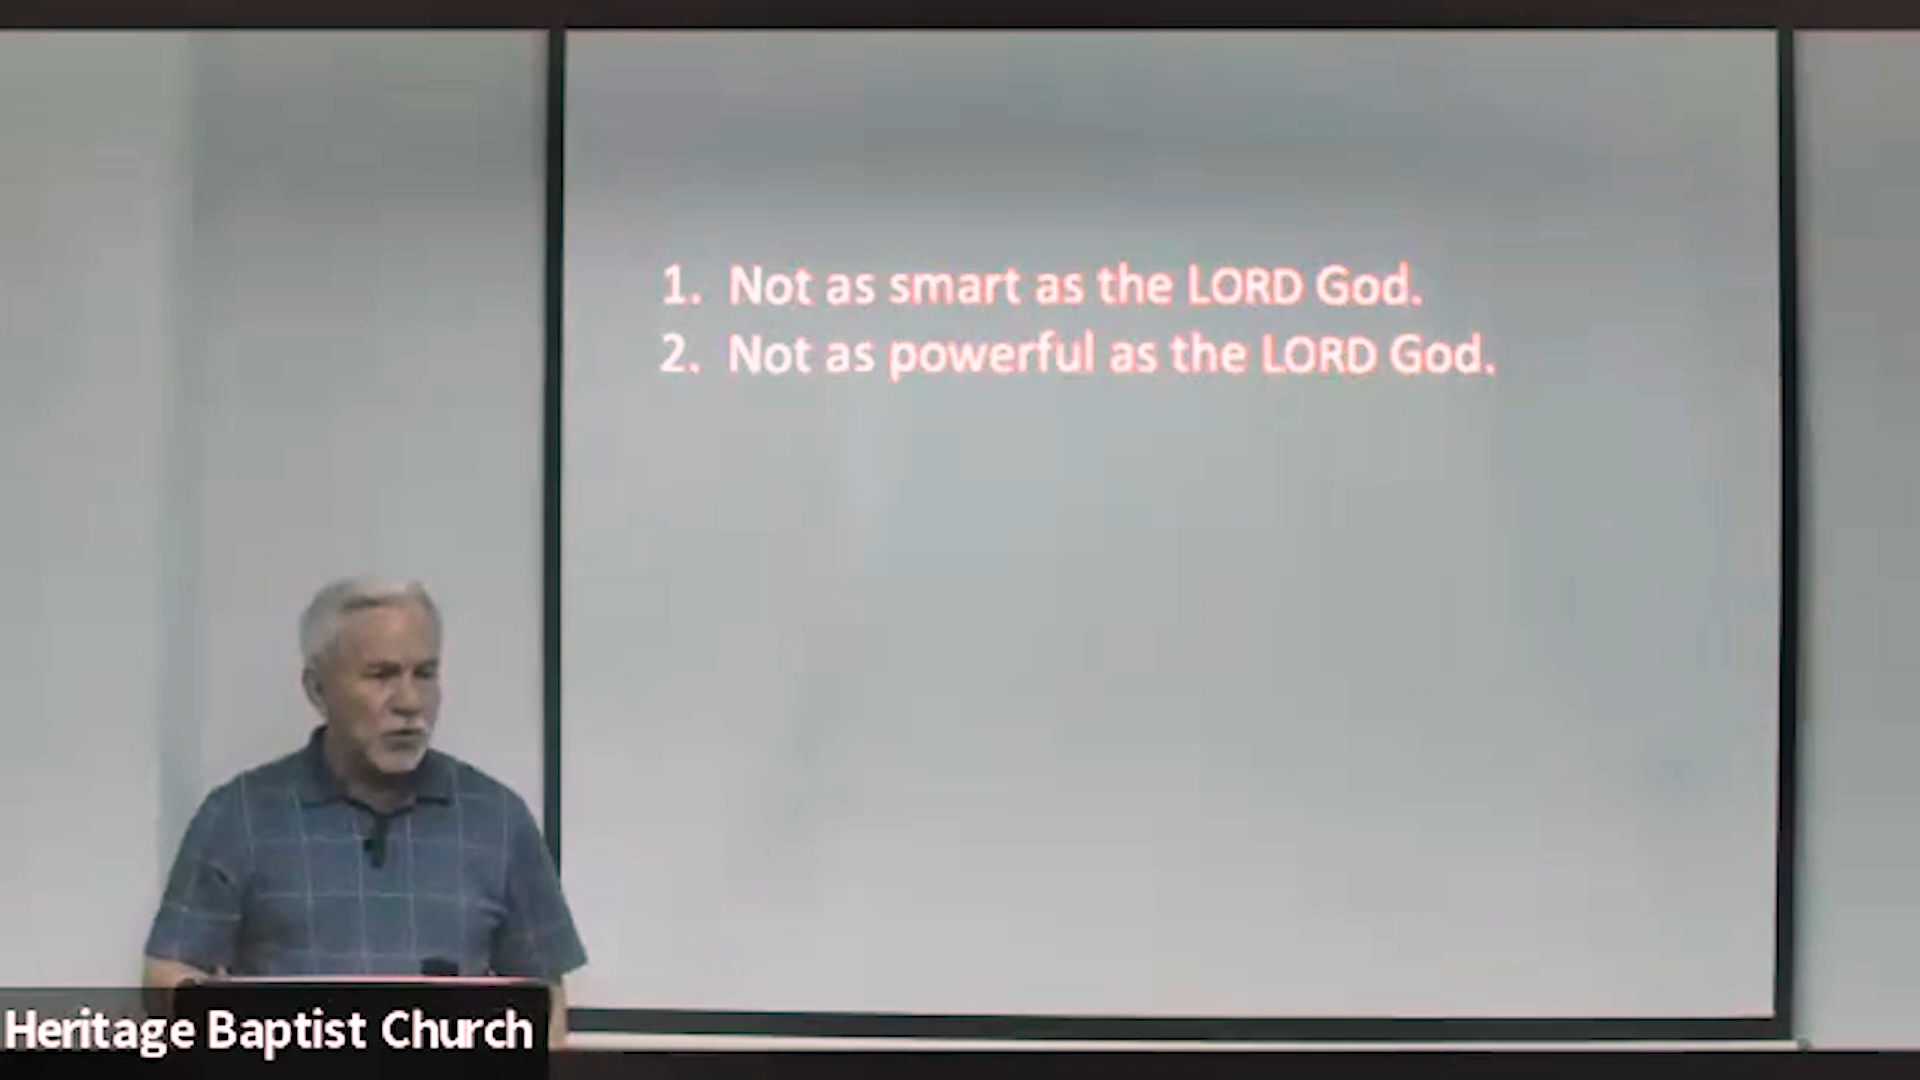 1. Not as smart as the LORD God.
2. Not as powerful as the LORD God.
Heritage Baptist Church